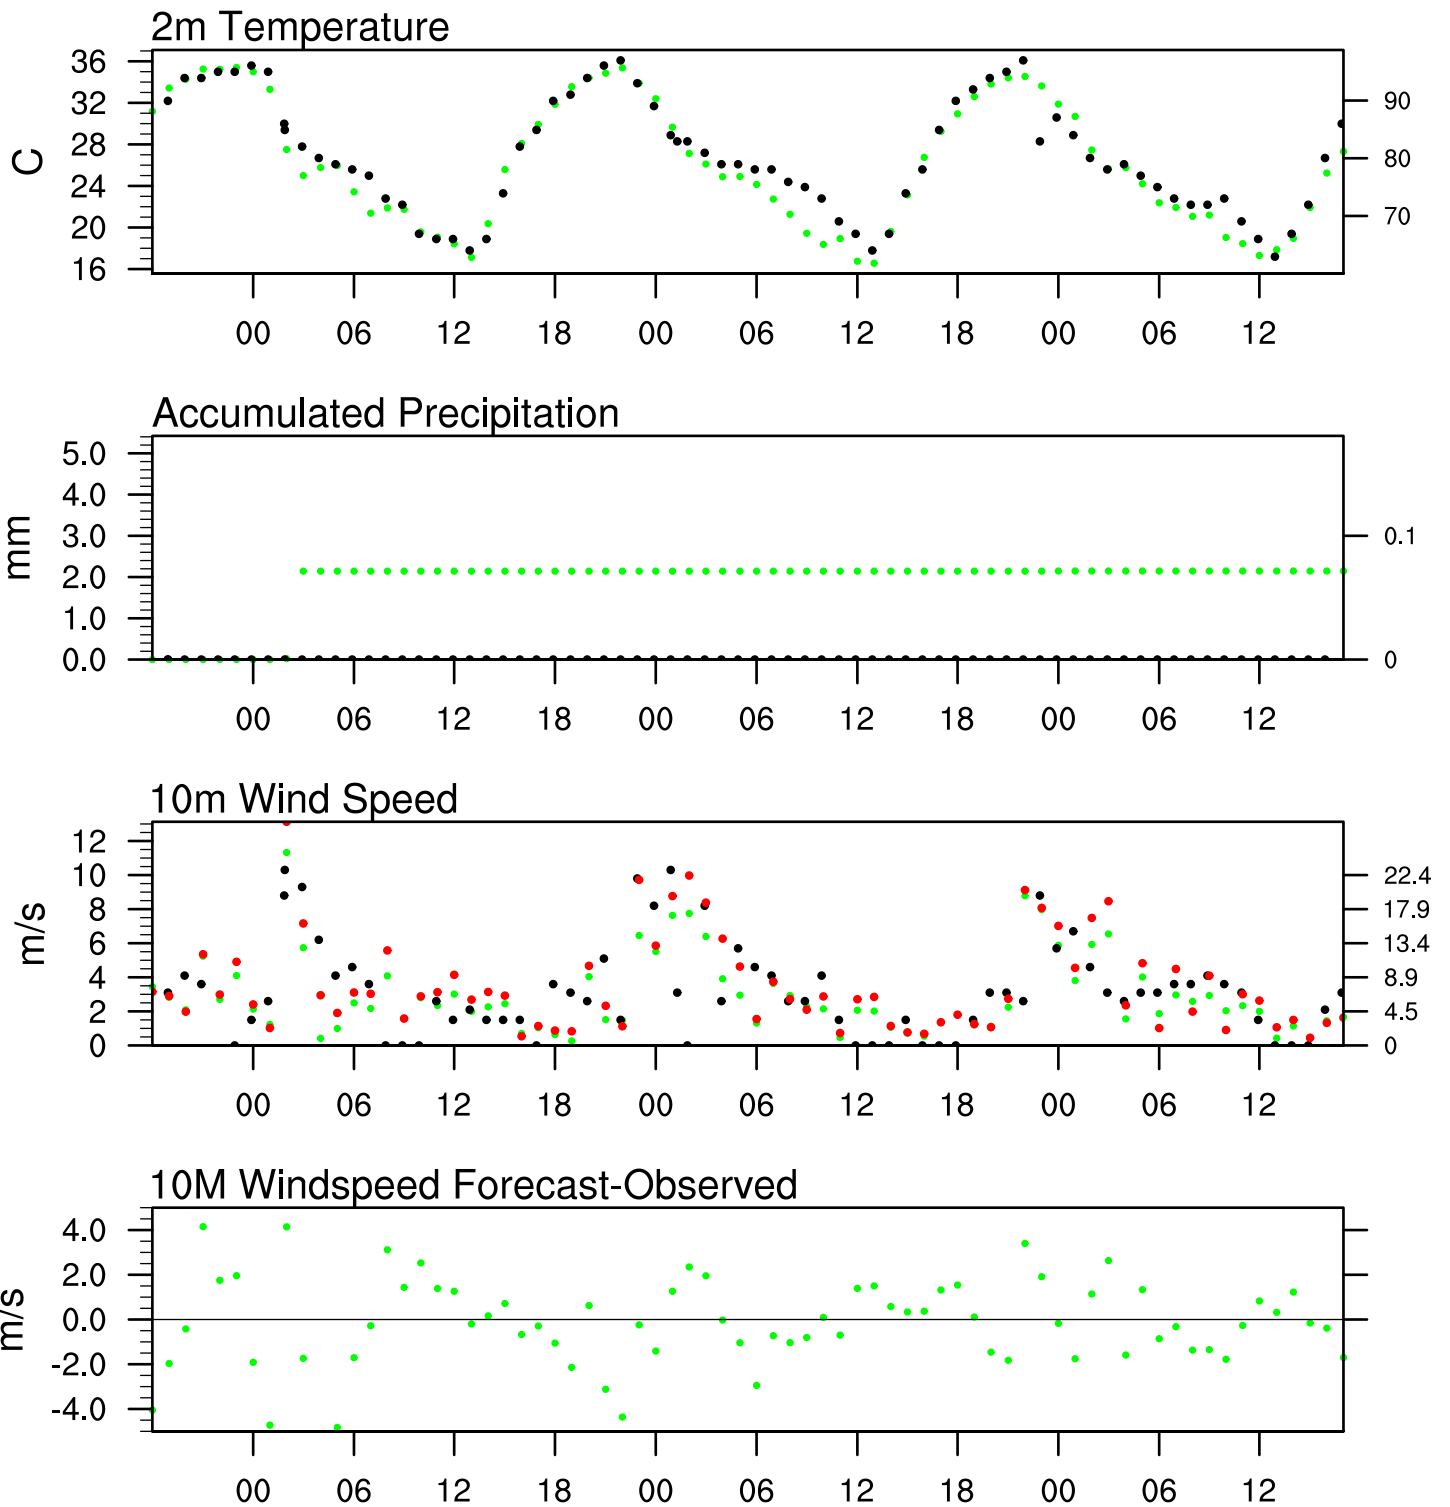 2m Temperature
36
32
28
24
20
16
C
90
80
70
00 06 12 18 00 06 12 18 00 06 12
Accumulated Precipitation
5.0
4.0
3.0
2.0
1.0
0.0
mm
0.1
0
00 06 12 18 00 06 12 18 00 06 12
10m Wind Speed
12
10
8
6
4
2
0
m/s
22.4
17.9
13.4
8.9
4.5
0
00 06 12 18 00 06 12 18 00 06 12
10M Windspeed Forecast-Observed
4.0
2.0
0.0
-2.0
-4.0
m/s
00 06 12 18 00 06 12 18 00 06 12